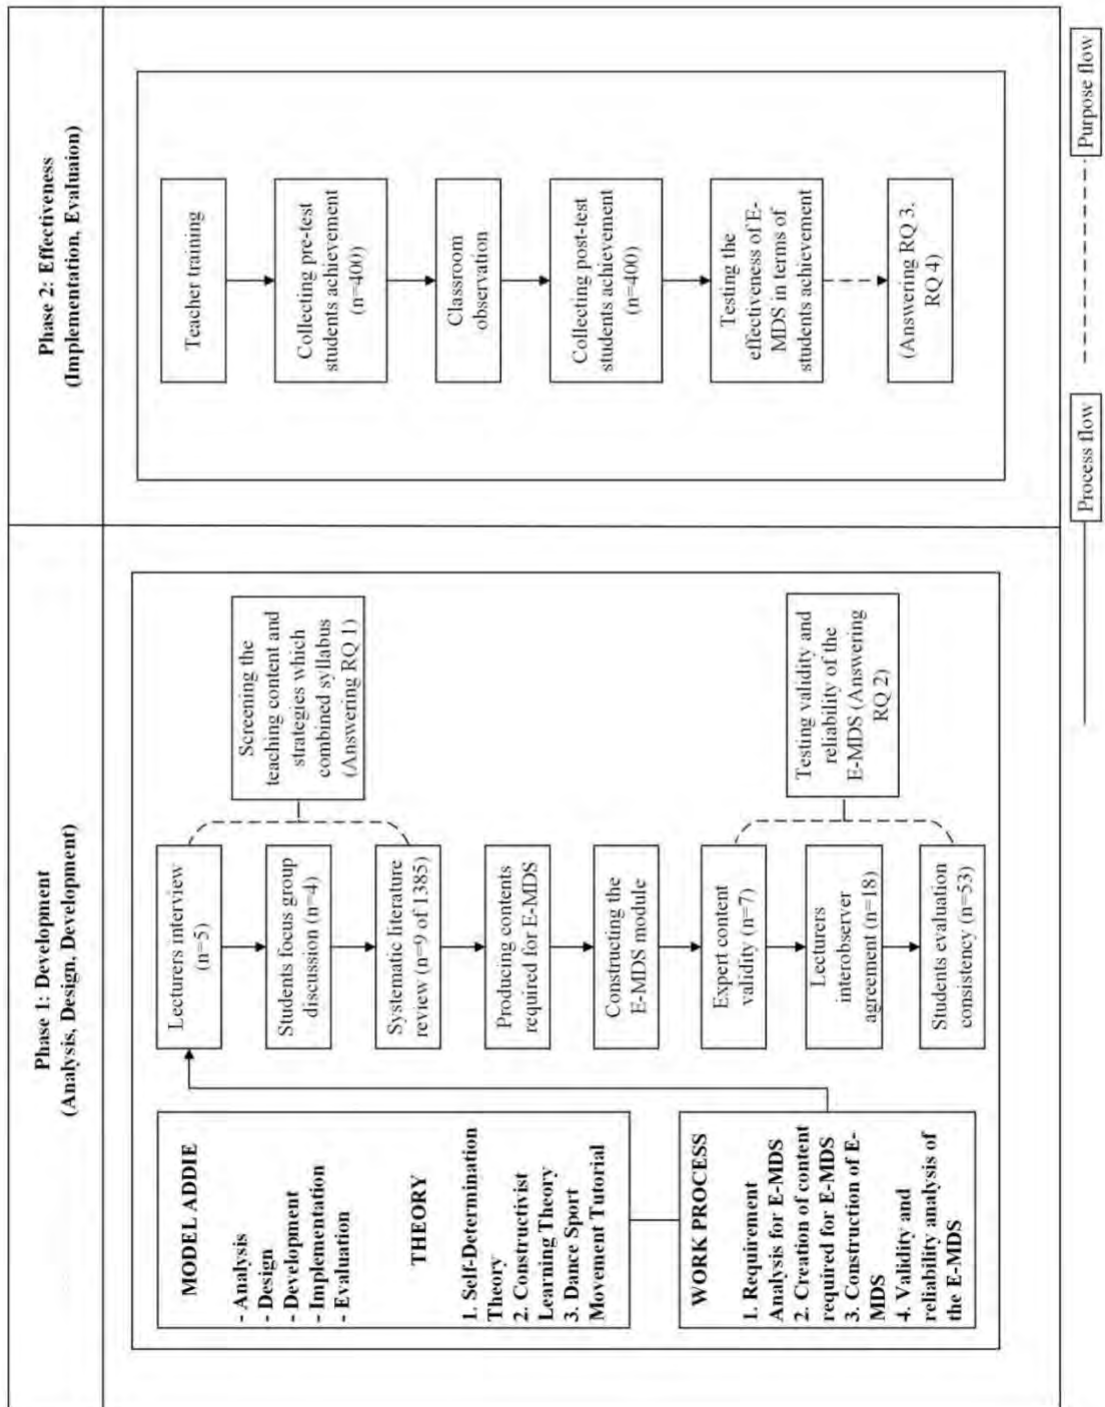 Phase 1: Development
(Analysis, Design, Development)
MODEL ADDIE
- Analysis
- Design
- Development
- Implementation
- Evaluation
THEORY
1. Self-Determination
Theory
2. Constructivist
Learning Theory
3. Dance Sport
Movement Tutorial
WORK PROCESS
1. Requirement
Analysis for E-MDS
2. Creation of content
required for E-MDS
3. Construction of E-
MDS
4. Validity and
reliability analysis of
the E-MDS
Lecturers interview
(n=5)
Students focus group
discussion (n=4)
Systematic literature
review (n=9 of 1385)
Producing contents
required for E-MDS
Constructing the
E-MDS module
Expert content
validity (n=7)
Lecturers
interobserver
agreement (n=18)
Students evaluation
consistency (n=53)
Screening the
teaching content and
strategies which
combined syllabus
(Answering RQ 1)
Testing validity and
reliability of the
E-MDS (Answering
RQ 2)
Phase 2: Effectiveness
(Implementation, Evaluaion)
Teacher training
Collecting pre-test
students achievement
(n=400)
Classroom
observation
Collecting post-test
students achievement
(n=400)
Testing the
effectiveness of E-
MDS in terms of
students achievement
(Answering RQ 3,
RQ 4)
Process flow
Purpose flow